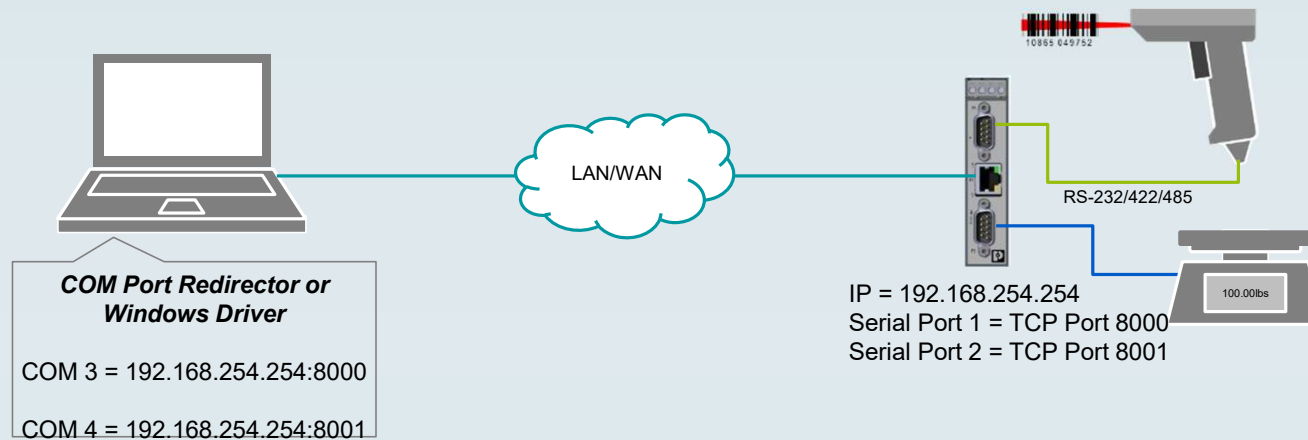 10865 049752
LAN/WAN
RS-232/422/485
COM Port Redirector or
Windows Driver
COM 3 = 192.168.254.254:8000
COM 4 = 192.168.254.254:8001
IP = 192.168.254.254
Serial Port 1 = TCP Port 8000
Serial Port 2 = TCP Port 8001
100.00lbs